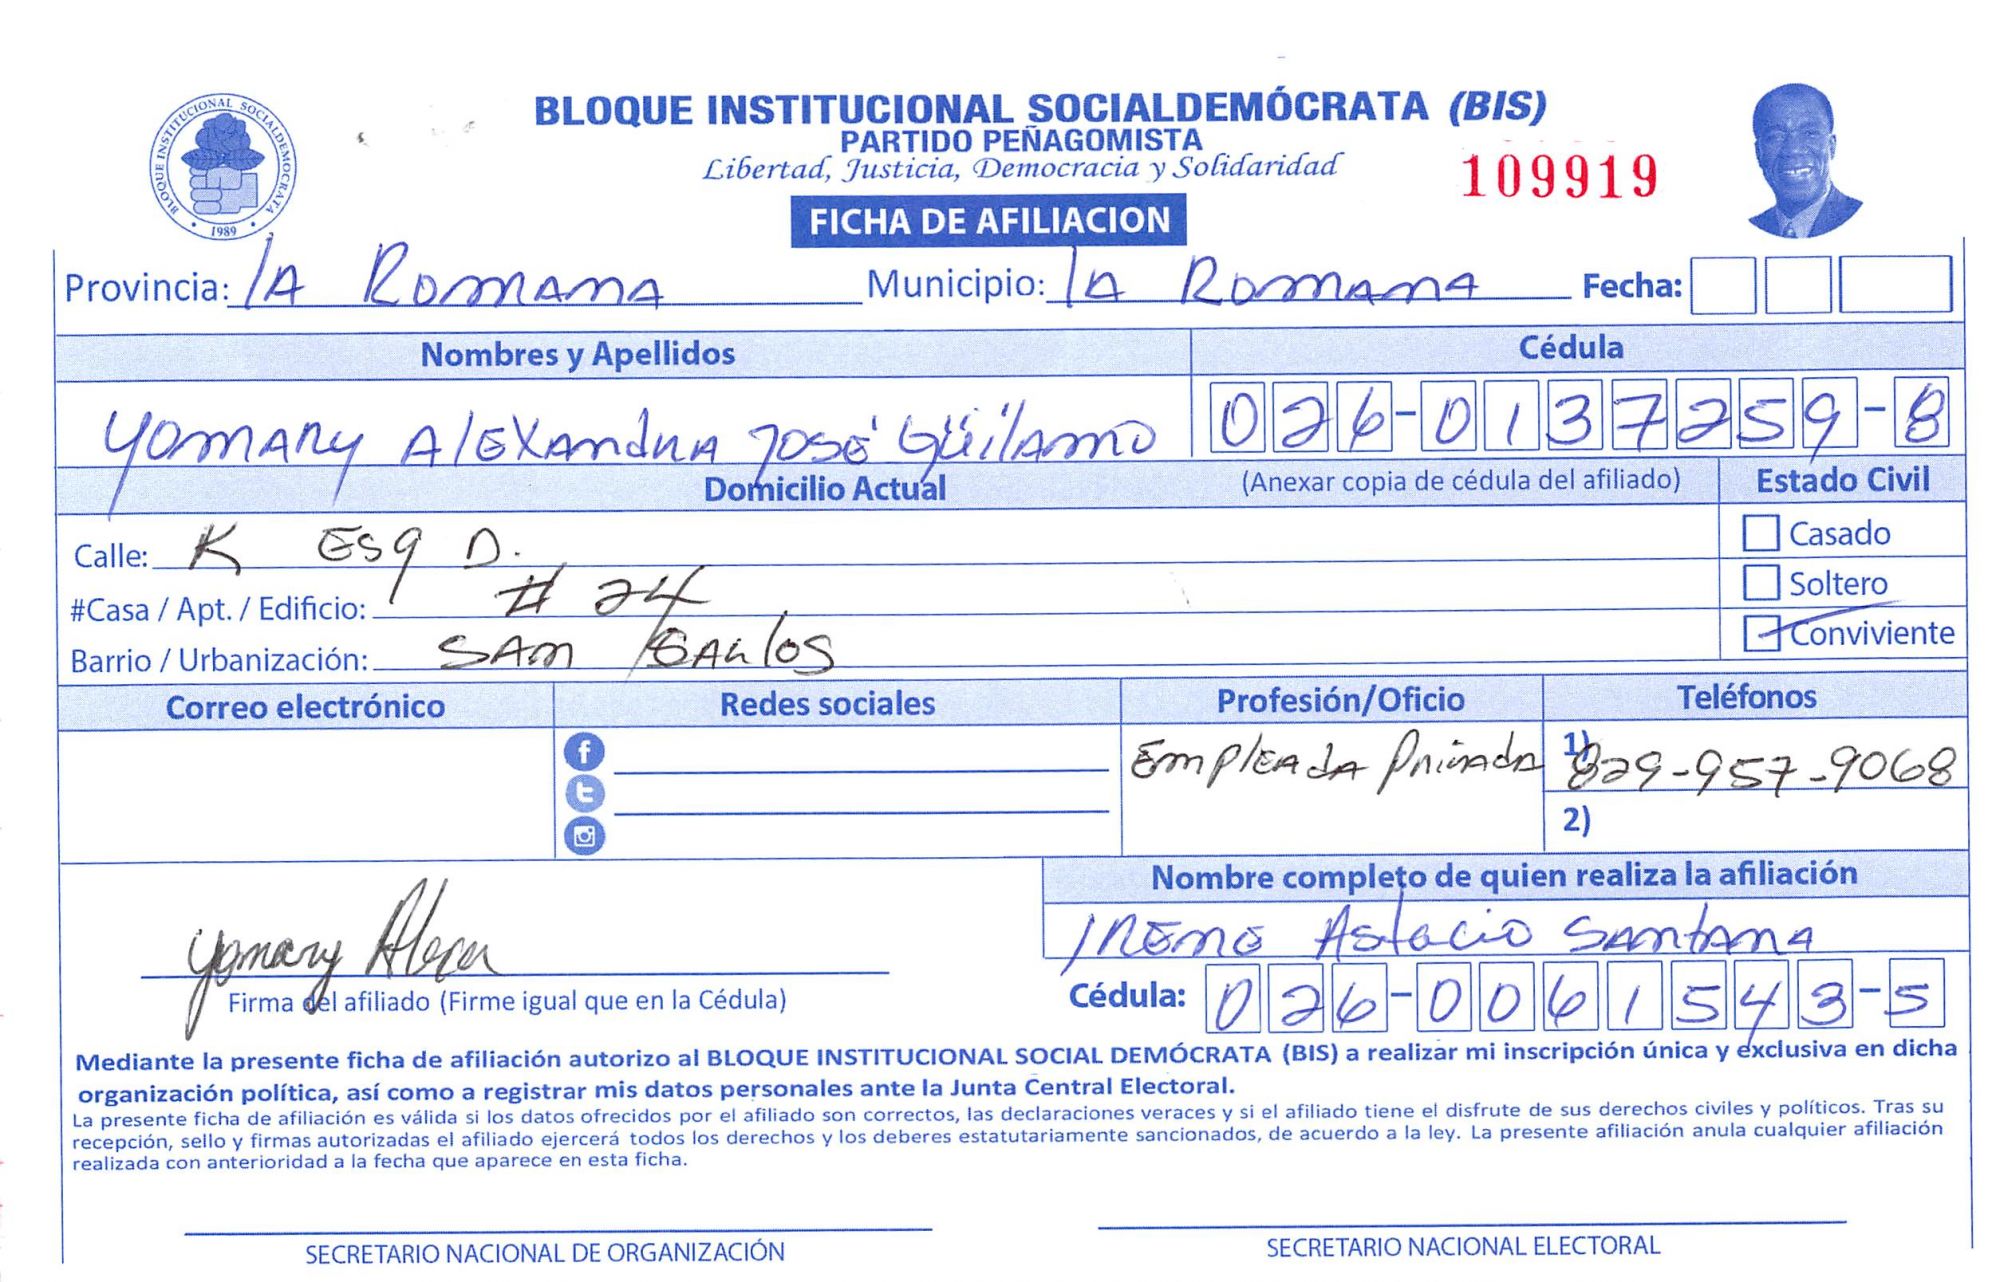 BLOQUE INSTITUCIONAL SOCIALDEMÓCRATA (BIS)
PARTIDO PEÑAGOMISTA
Libertad, Justicia, Democracia y Solidaridad
109919
BLOQUE INSTITUCIONAL SOCIALDEMOCRATA
1989
FICHA DE AFILIACION
Provincia: LA ROMANA Municipio: LA ROMANA Fecha:
Nombres y Apellidos Cédula
YOMARY ALEXANDRA JOSÉ GÜILAMO 026-0137259-8
Domicilio Actual (Anexar copia de cédula del afiliado) Estado Civil
Calle: K ESQ D. Casado
#Casa / Apt. / Edificio: # 24 Soltero
Barrio / Urbanización: SAN CARLOS Conviviente
Correo electrónico Redes sociales Profesión/Oficio Teléfonos
EMPLEADA PRIVADA 1) 829-957-9068
2)
Nombre completo de quien realiza la afiliación
IRENE Astacio SANTANA
Yomary Alexa
Firma del afiliado (Firme igual que en la Cédula) Cédula: 026-0061543-5
Mediante la presente ficha de afiliación autorizo al BLOQUE INSTITUCIONAL SOCIAL DEMÓCRATA (BIS) a realizar mi inscripción única y exclusiva en dicha
organización política, así como a registrar mis datos personales ante la Junta Central Electoral.
La presente ficha de afiliación es válida si los datos ofrecidos por el afiliado son correctos, las declaraciones veraces y si el afiliado tiene el disfrute de sus derechos civiles y políticos. Tras su
recepción, sello y firmas autorizadas el afiliado ejercerá todos los derechos y los deberes estatutariamente sancionados, de acuerdo a la ley. La presente afiliación anula cualquier afiliación
realizada con anterioridad a la fecha que aparece en esta ficha.
SECRETARIO NACIONAL DE ORGANIZACIÓN SECRETARIO NACIONAL ELECTORAL